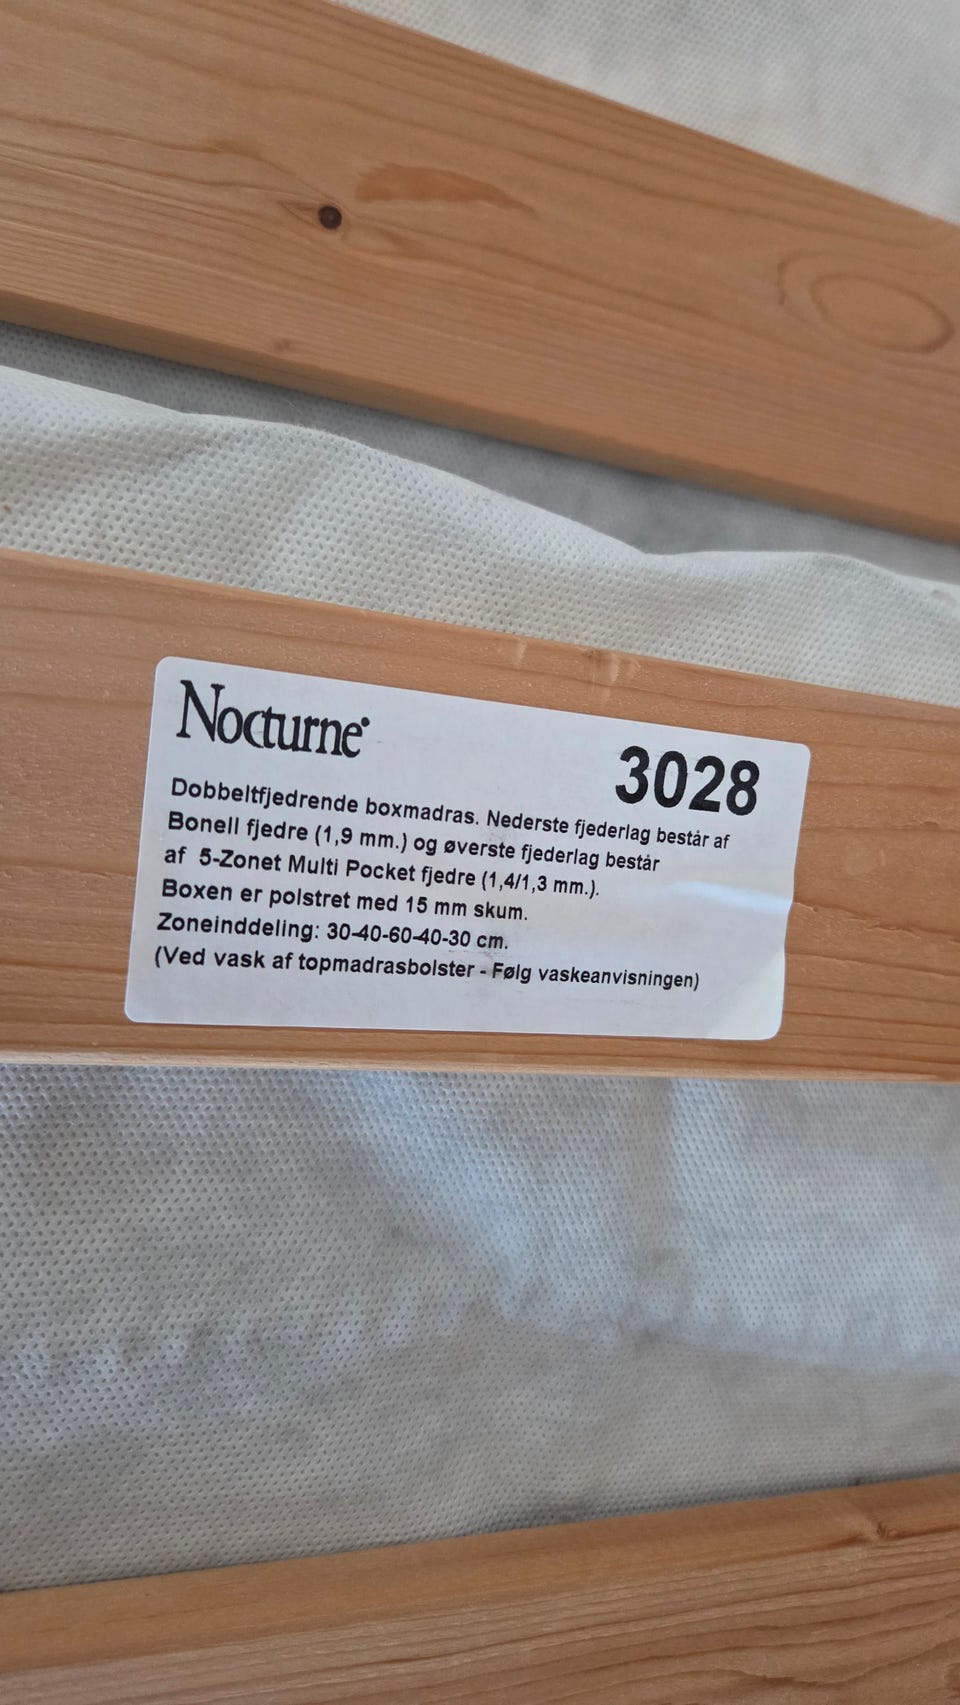 Nocturne
3028
Dobbeltfjedrende boxmadras. Nederste fjederlag består af
Bonell fjedre (1,9 mm.) og øverste fjederlag består
af 5-Zonet Multi Pocket fjedre (1,4/1,3 mm.).
Boxen er polstret med 15 mm skum.
Zoneinddeling: 30-40-60-40-30 cm.
(Ved vask af topmadrasbolster - Følg vaskeanvisningen)